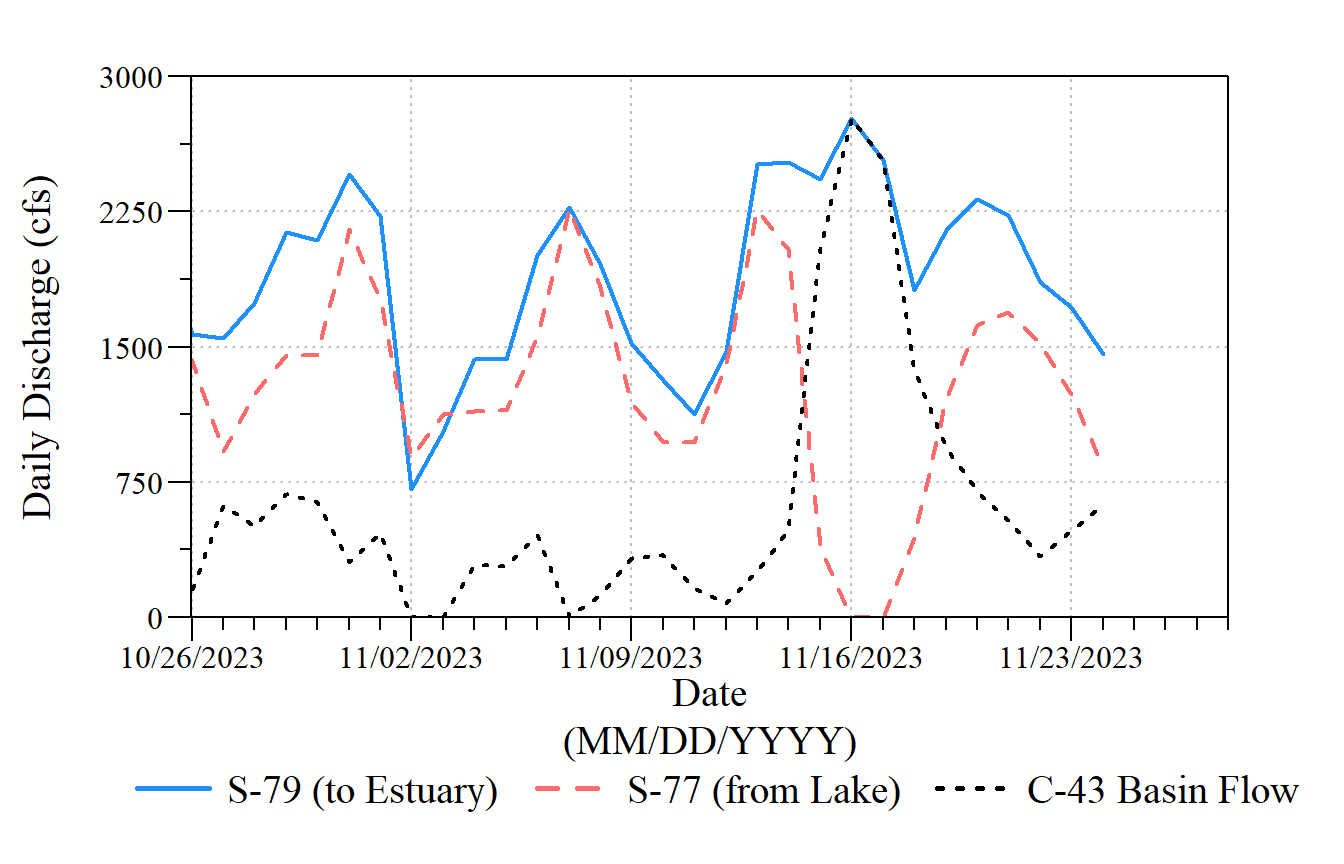 3000
2250
1500
750
0
Daily Discharge (cfs)
10/26/2023 11/02/2023 11/09/2023 11/16/2023 11/23/2023
Date
(MM/DD/YYYY)
S-79 (to Estuary) S-77 (from Lake) C-43 Basin Flow